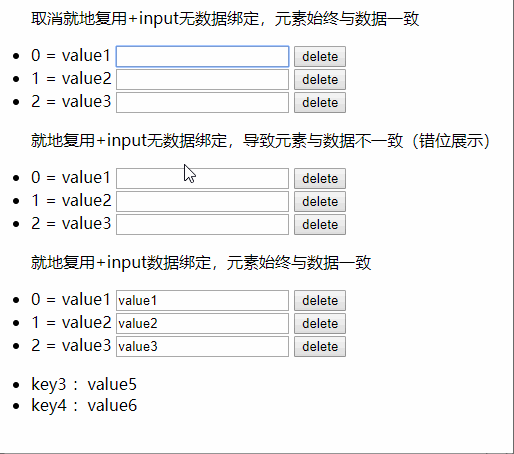 取消就地复用+input无数据绑定，元素始终与数据一致
0 = value1 delete
1 = value2 delete
2 = value3 delete
就地复用+input无数据绑定，导致元素与数据不一致（错位展示）
0 = value1 delete
1 = value2 delete
2 = value3 delete
就地复用+input数据绑定，元素始终与数据一致
0 = value1 value1 delete
1 = value2 value2 delete
2 = value3 value3 delete
key3 ：value5
key4 ：value6